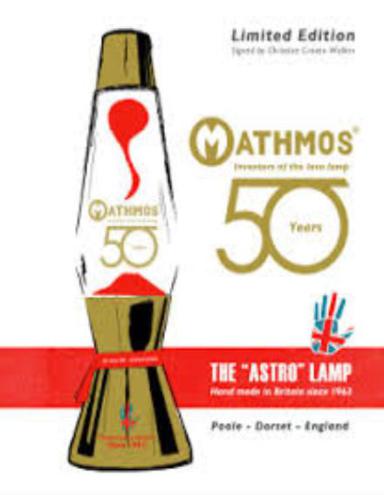 Limited Edition
Signed by Christine Craven-Walker
MATHMOS®
Inventors of the lava lamp
50
Years
MATHMOS
50
THE "ASTRO" LAMP
Hand made in Britain since 1963
Poole - Dorset - England